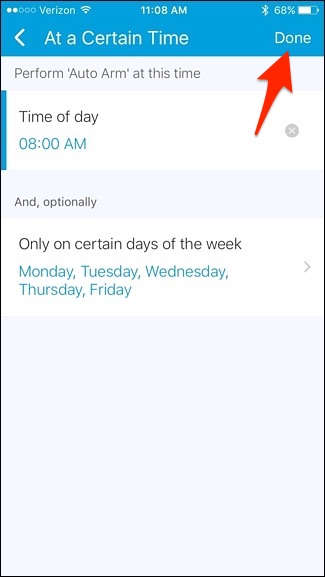 Verizon 11:08 AM 68%
At a Certain Time Done
Perform 'Auto Arm' at this time
Time of day
08:00 AM
And, optionally
Only on certain days of the week
Monday, Tuesday, Wednesday,
Thursday, Friday